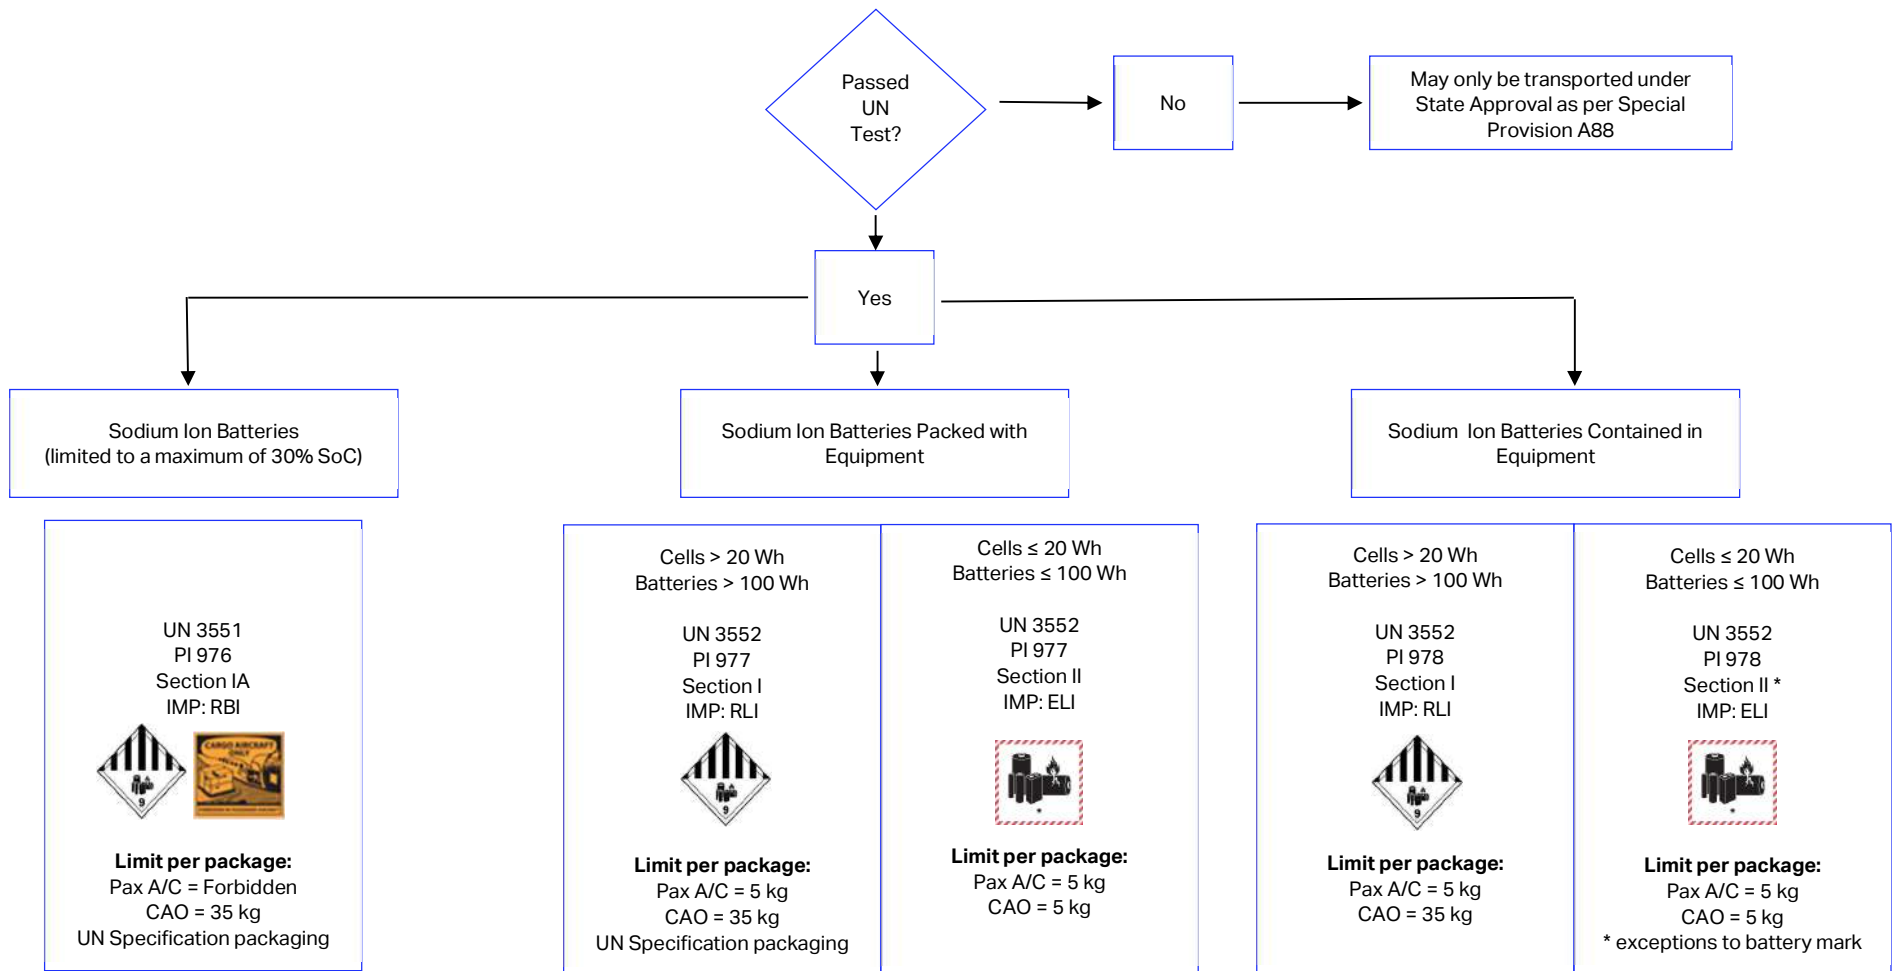 Passed
UN
Test?
No
May only be transported under
State Approval as per Special
Provision A88
Yes
Sodium Ion Batteries
(limited to a maximum of 30% SoC)
Sodium Ion Batteries Packed with
Equipment
Sodium Ion Batteries Contained in
Equipment
UN 3551
PI 976
Section IA
IMP: RBI
9
CARGO AIRCRAFT
ONLY
Limit per package:
Pax A/C = Forbidden
CAO = 35 kg
UN Specification packaging
Cells > 20 Wh
Batteries > 100 Wh
UN 3552
PI 977
Section I
IMP: RLI
9
Limit per package:
Pax A/C = 5 kg
CAO = 35 kg
UN Specification packaging
Cells ≤ 20 Wh
Batteries ≤ 100 Wh
UN 3552
PI 977
Section II
IMP: ELI
*
Limit per package:
Pax A/C = 5 kg
CAO = 5 kg
Cells > 20 Wh
Batteries > 100 Wh
UN 3552
PI 978
Section I
IMP: RLI
9
Limit per package:
Pax A/C = 5 kg
CAO = 35 kg
Cells ≤ 20 Wh
Batteries ≤ 100 Wh
UN 3552
PI 978
Section II *
IMP: ELI
*
Limit per package:
Pax A/C = 5 kg
CAO = 5 kg
* exceptions to battery mark